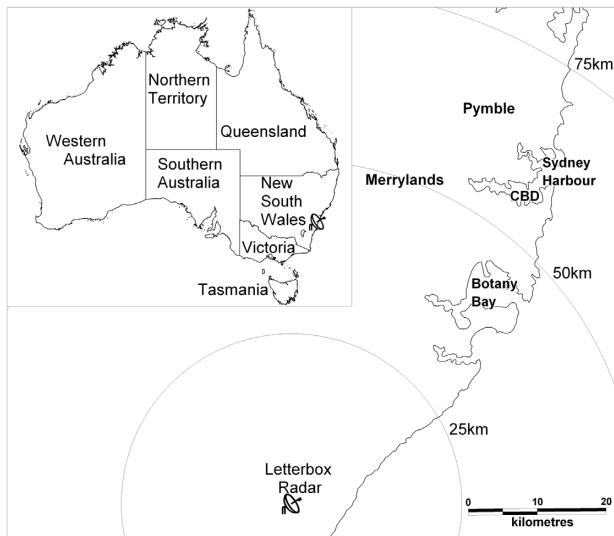 Northern
Territory
Western
Australia
Queensland
Southern
Australia
New
South
Wales
Victoria
Tasmania
75km
Pymble
Sydney
Harbour
Merrylands
CBD
50km
Botany
Bay
25km
Letterbox
Radar
0 10 20
kilometres